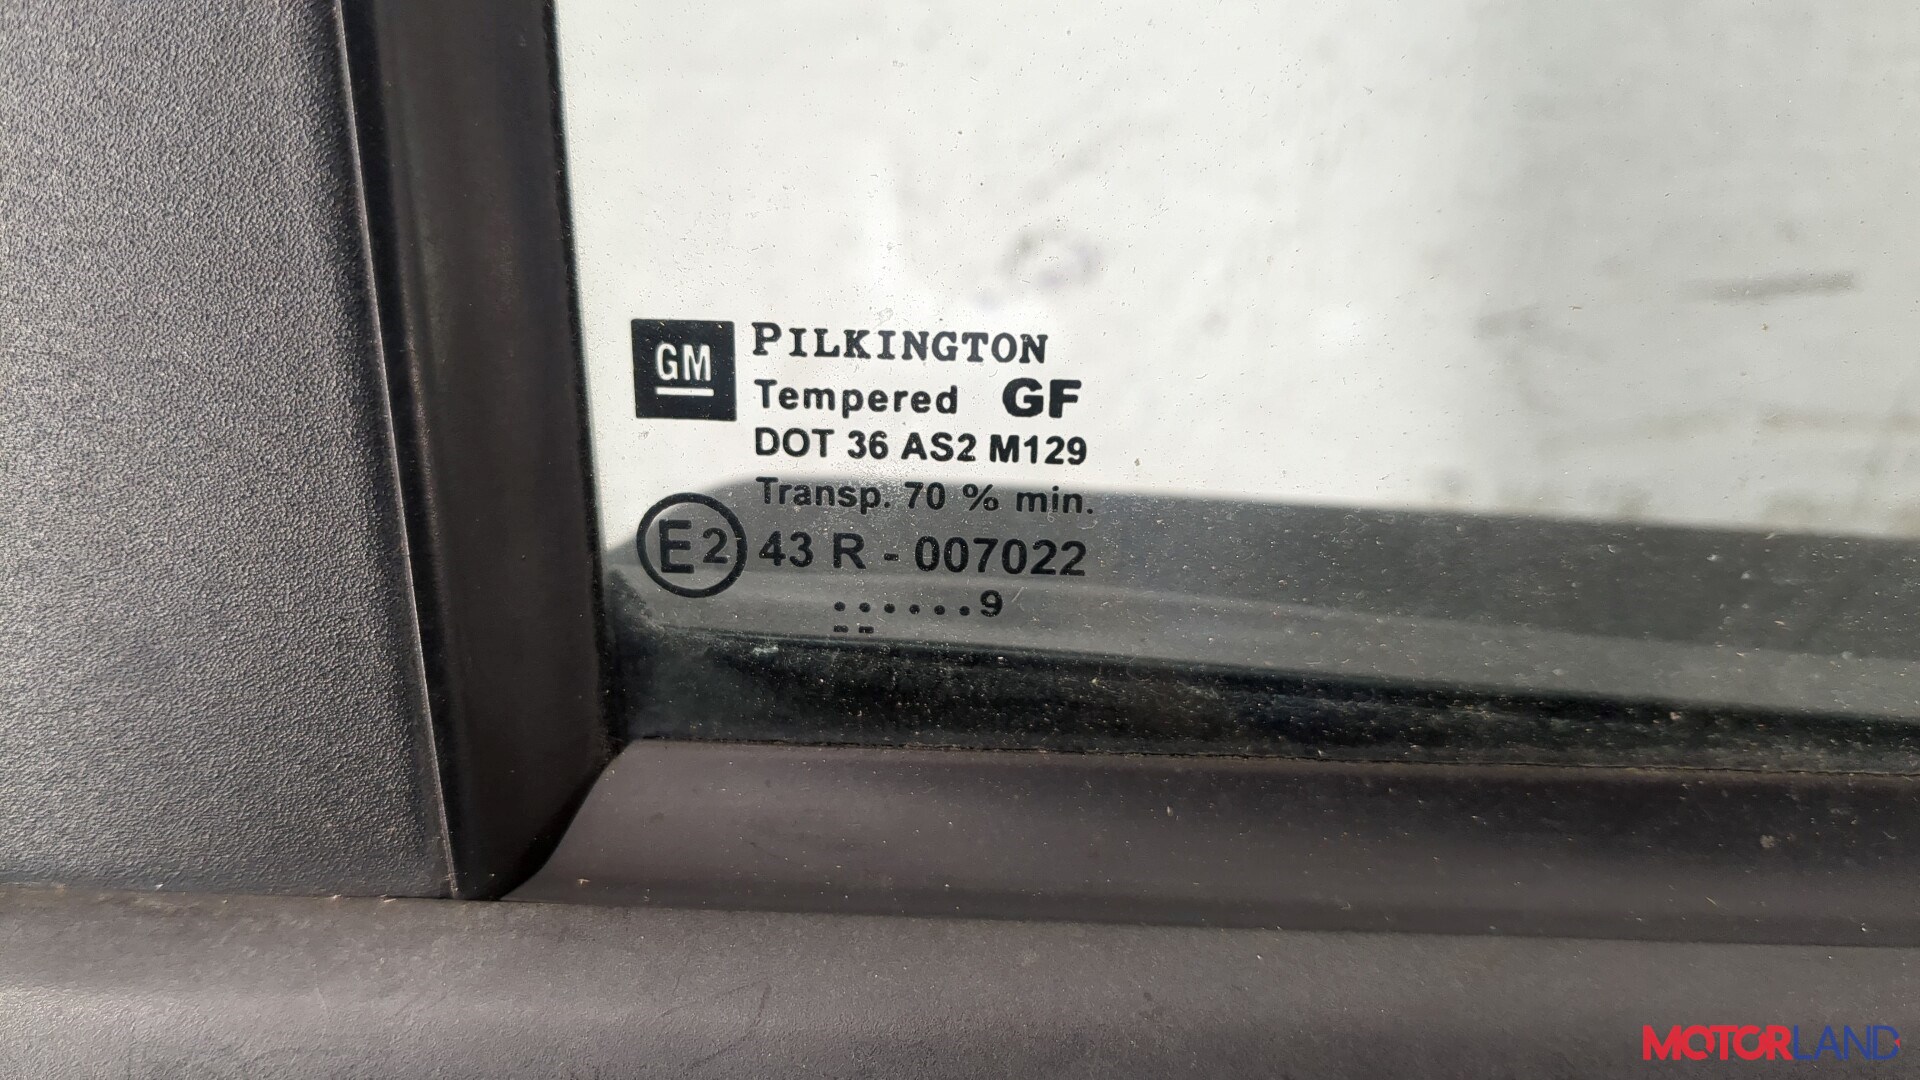 GM
PILKINGTON
Tempered GF
DOT 36 AS2 M129
Transp. 70 % min.
E2 43 R - 007022
......9
--
MOTORLAND